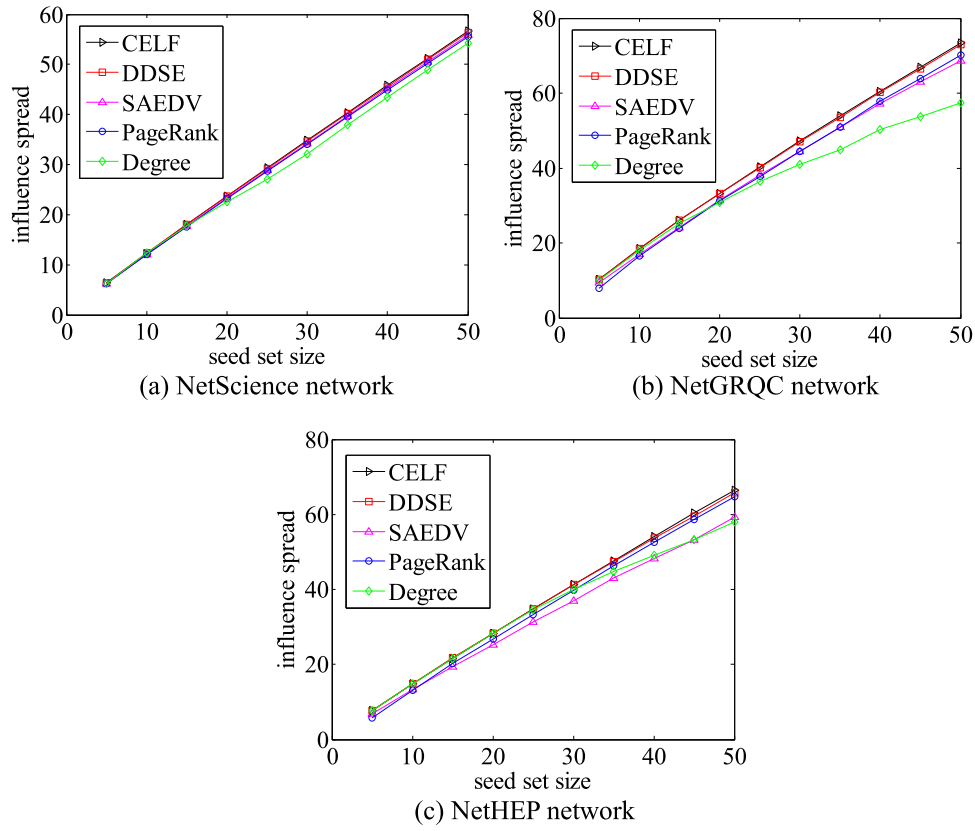 60
50
40
30
20
10
0
0 10 20 30 40 50
influence spread
seed set size
CELF
DDSE
SAEDV
PageRank
Degree
(a) NetScience network
80
60
40
20
0
0 10 20 30 40 50
influence spread
seed set size
CELF
DDSE
SAEDV
PageRank
Degree
(b) NetGRQC network
80
60
40
20
0
0 10 20 30 40 50
influence spread
seed set size
CELF
DDSE
SAEDV
PageRank
Degree
(c) NetHEP network